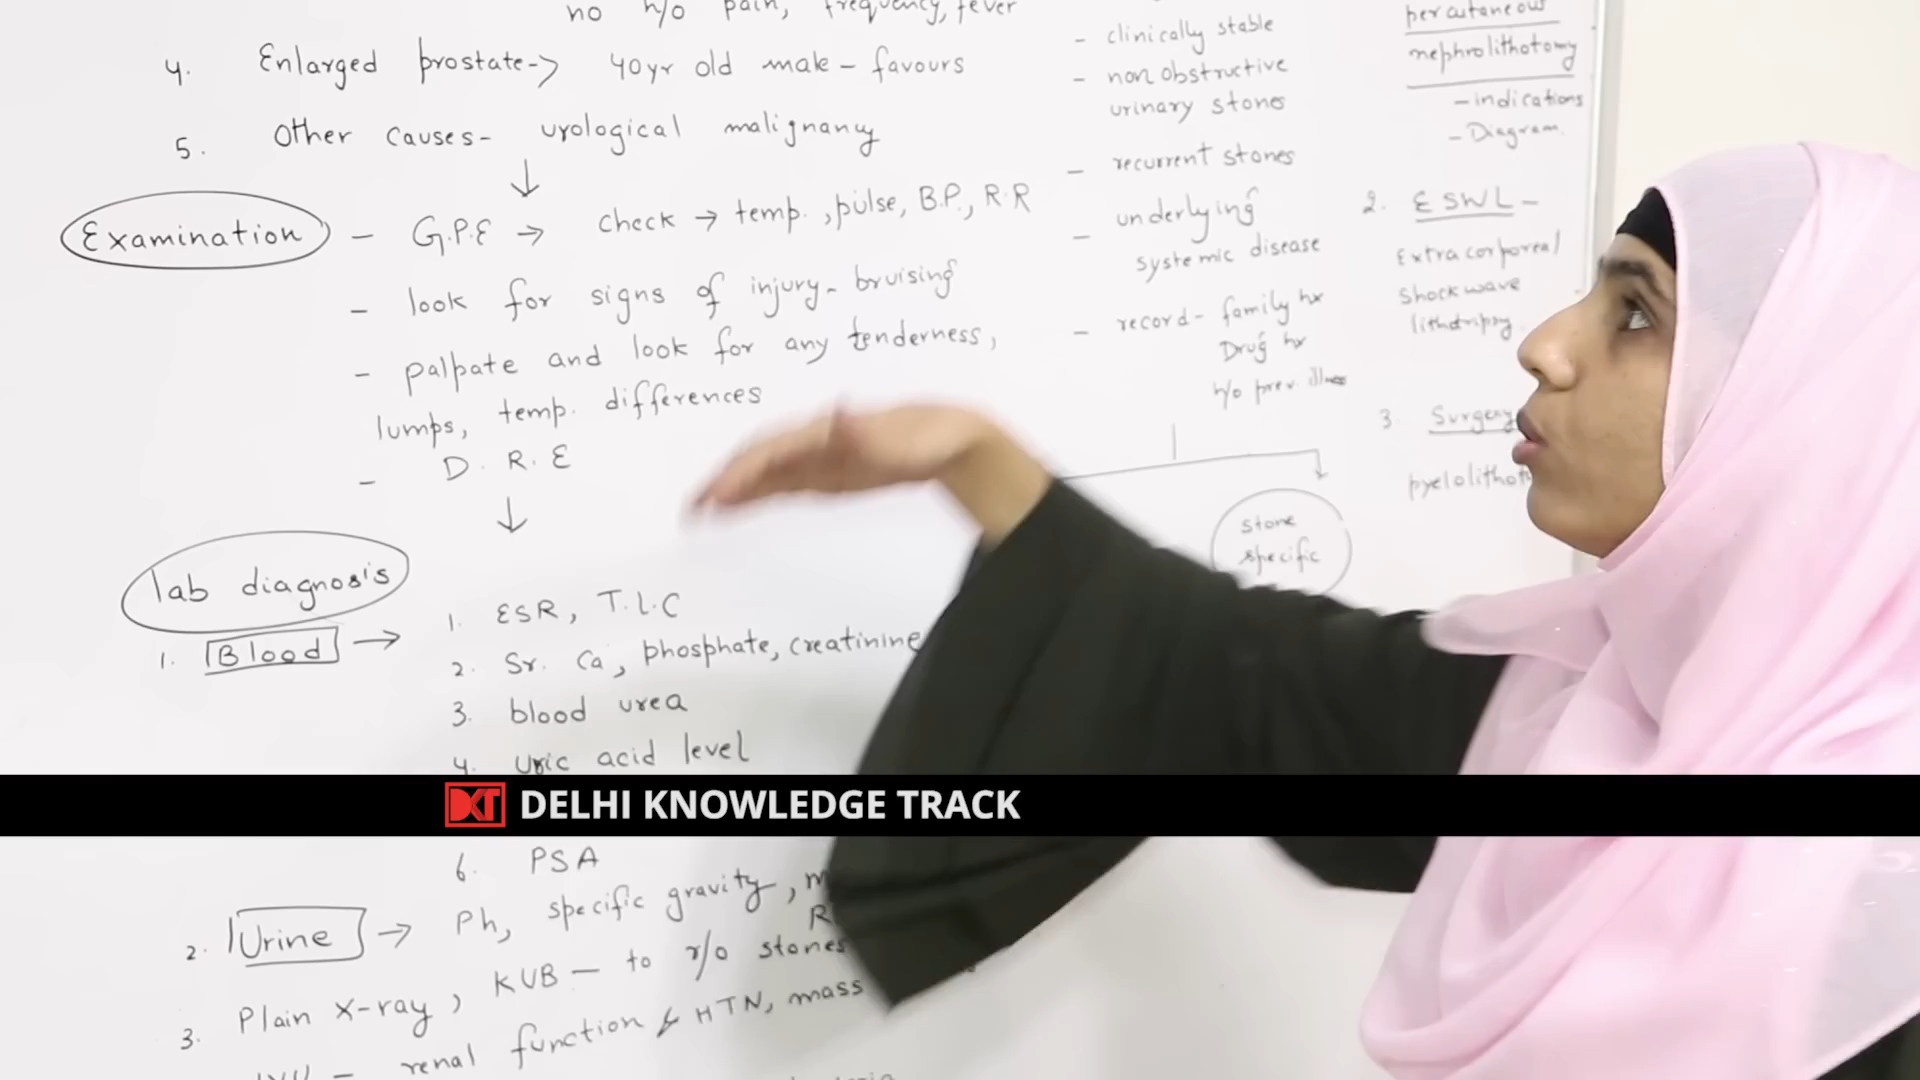 no h/o pain, frequency, fever
4. Enlarged prostate -> 40yr old male - favours
5. Other causes - urological malignancy
↓
Examination - G.P.E → check → temp., pulse, B.P., R.R
- look for signs of injury - bruising
- palpate and look for any tenderness,
lumps, temp. differences
- D. R. E
↓
lab diagnosis
1. Blood → 1. ESR, T.L.C
2. Sr. Ca, phosphate, creatinine
3. blood urea
4. Uric acid level
6. PSA
2. Urine → Ph, specific gravity,
3. Plain X-ray, KUB - to r/o stones
renal function HTN, mass
- clinically stable
- non obstructive
urinary stones
- recurrent stones
- underlying
systemic disease
- record - family hx
Drug hx
h/o prev. illness
stone
specific
percutaneous
nephrolithotomy
- indications
- Diagram.
2. ESWL -
Extracorporeal
Shockwave
lithotripsy
3. Surgery
DKT DELHI KNOWLEDGE TRACK